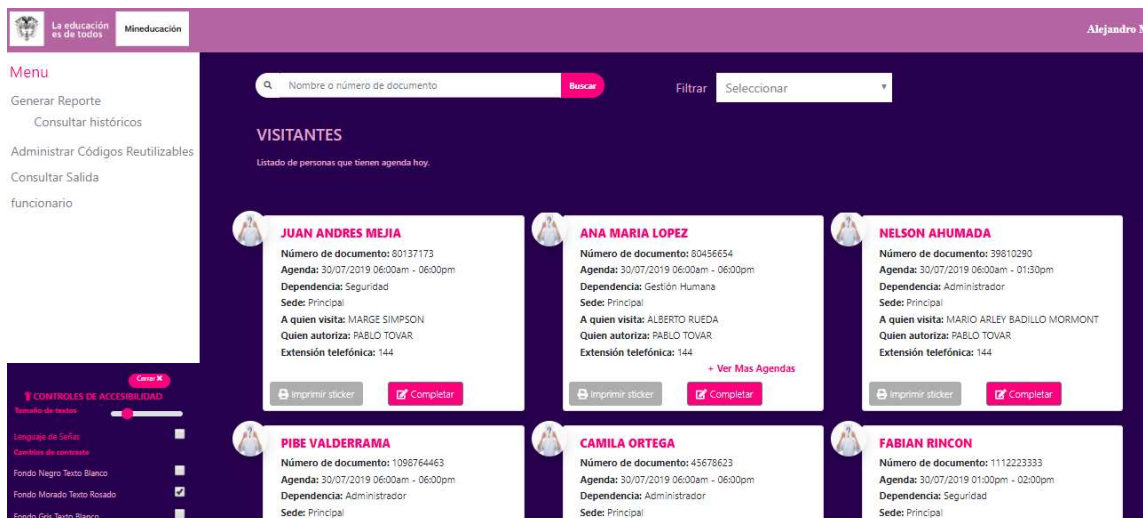 La educación
es de todos
Mineducación
Alejandro M
Menu
Generar Reporte
Consultar históricos
Administrar Códigos Reutilizables
Consultar Salida
funcionario
Nombre o número de documento
Buscar
Filtrar
Seleccionar
VISITANTES
Listado de personas que tienen agenda hoy.
JUAN ANDRES MEJIA
Número de documento: 80137173
Agenda: 30/07/2019 06:00am - 06:00pm
Dependencia: Seguridad
Sede: Principal
A quien visita: MARGE SIMPSON
Quien autoriza: PABLO TOVAR
Extensión telefónica: 144
Imprimir sticker
Completar
ANA MARIA LOPEZ
Número de documento: 80456654
Agenda: 30/07/2019 06:00am - 06:00pm
Dependencia: Gestión Humana
Sede: Principal
A quien visita: ALBERTO RUEDA
Quien autoriza: PABLO TOVAR
Extensión telefónica: 144
+ Ver Mas Agendas
Imprimir sticker
Completar
NELSON AHUMADA
Número de documento: 39810290
Agenda: 30/07/2019 06:00am - 01:30pm
Dependencia: Administrador
Sede: Principal
A quien visita: MARIO ARLEY BADILLO MORMONT
Quien autoriza: PABLO TOVAR
Extensión telefónica: 144
Imprimir sticker
Completar
PIBE VALDERRAMA
Número de documento: 1098764463
Agenda: 30/07/2019 06:00am - 06:00pm
Dependencia: Administrador
Sede: Principal
CAMILA ORTEGA
Número de documento: 45678623
Agenda: 30/07/2019 06:00am - 06:00pm
Dependencia: Administrador
Sede: Principal
FABIAN RINCON
Número de documento: 1112223333
Agenda: 30/07/2019 01:00pm - 02:00pm
Dependencia: Seguridad
Sede: Principal
Cerrar X
CONTROLES DE ACCESIBILIDAD
Tamaño de textos
Lenguaje de Señas
Cambios de contraste
Fondo Negro Texto Blanco
Fondo Morado Texto Rosado
Fondo Gris Texto Blanco